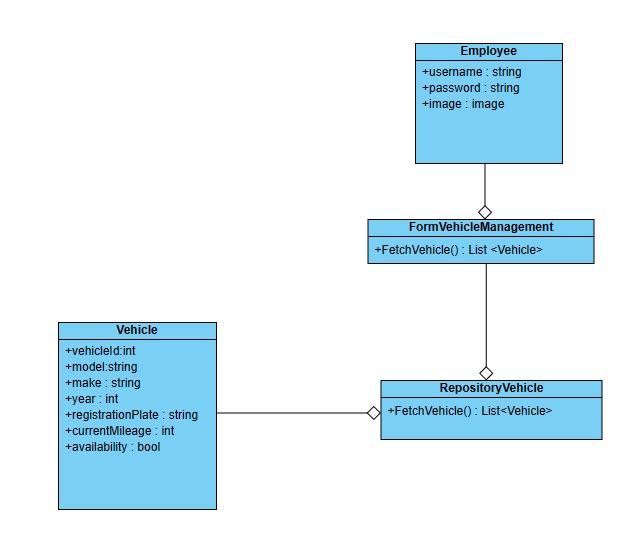 Employee
+username : string
+password : string
+image : image
FormVehicleManagement
+FetchVehicle() : List <Vehicle>
Vehicle
+vehicleId:int
+model:string
+make : string
+year : int
+registrationPlate : string
+currentMileage : int
+availability : bool
RepositoryVehicle
+FetchVehicle() : List<Vehicle>